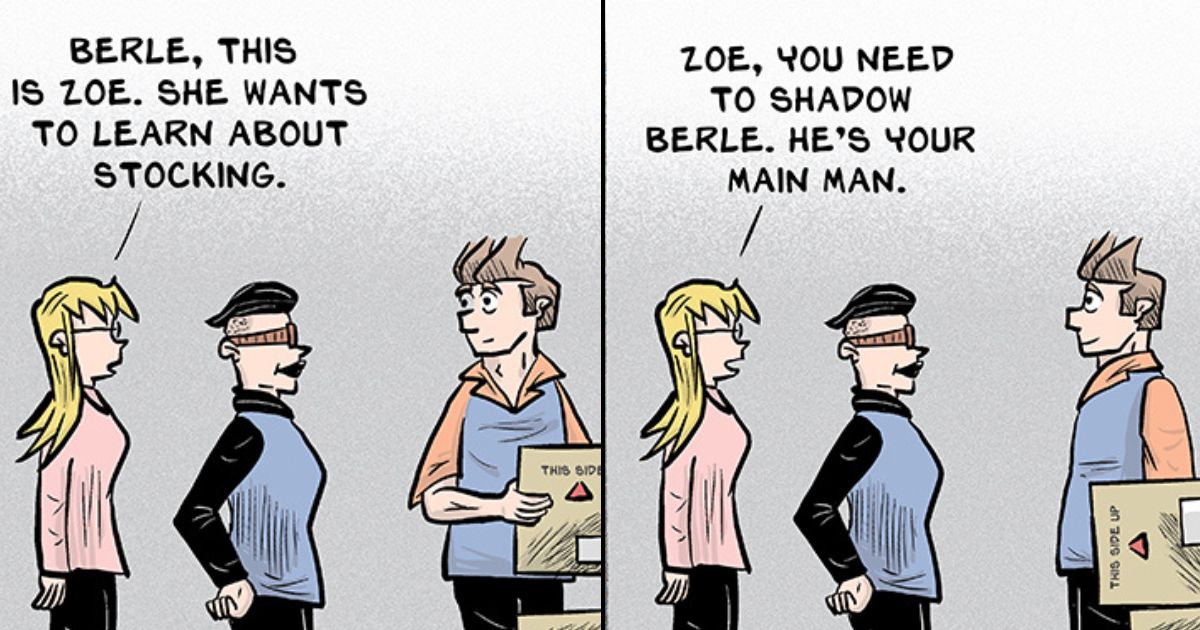 BERLE, THIS
IS ZOE. SHE WANTS
TO LEARN ABOUT
STOCKING.
THIS SIDE
ZOE, YOU NEED
TO SHADOW
BERLE. HE'S YOUR
MAIN MAN.
THIS SIDE UP